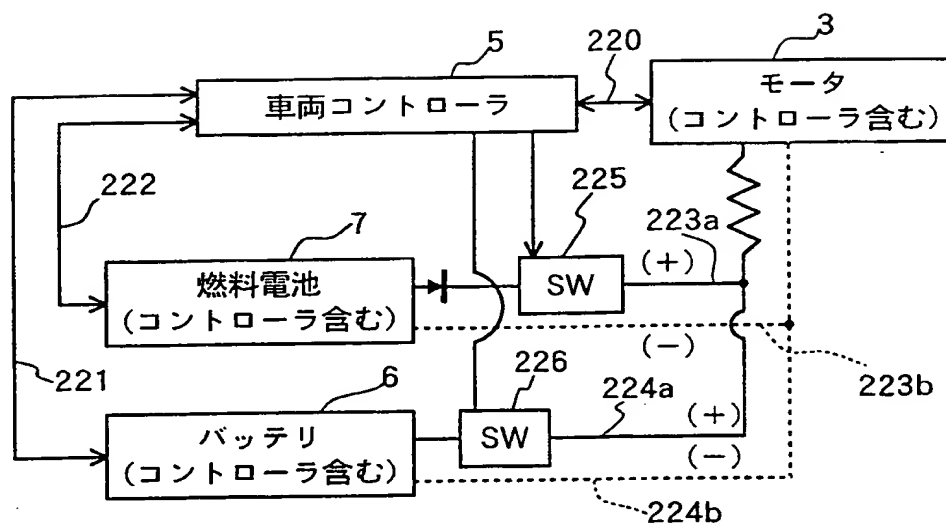 5
220
3
車両コントローラ
モータ
(コントローラ含む)
222
225
223a
7
SW
(+)
燃料電池
(コントローラ含む)
(−)
223b
221
6
226
224a
バッテリ
(コントローラ含む)
SW
(+)
(−)
224b